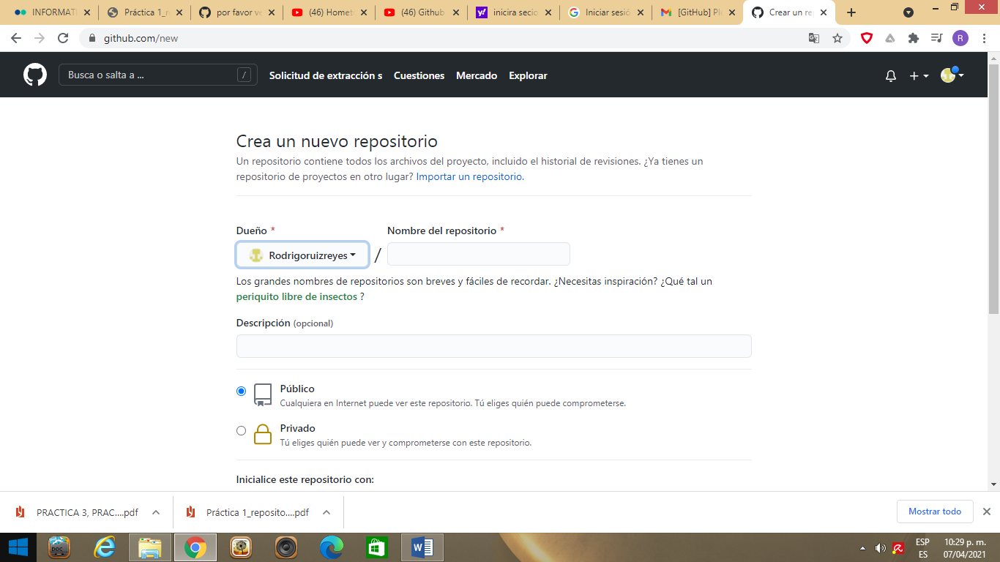 INFORMATI
Práctica 1_r
por favor ve
(46) Homet
(46) Github
inicira secio
Iniciar sesió
[GitHub] Pl
Crear un re
github.com/new
R
Busca o salta a ...
/
Solicitud de extracción s Cuestiones Mercado Explorar
Crea un nuevo repositorio
Un repositorio contiene todos los archivos del proyecto, incluido el historial de revisiones. ¿Ya tienes un
repositorio de proyectos en otro lugar? Importar un repositorio.
Dueño * Nombre del repositorio *
Rodrigoruizreyes /
Los grandes nombres de repositorios son breves y fáciles de recordar. ¿Necesitas inspiración? ¿Qué tal un
periquito libre de insectos ?
Descripción (opcional)
Público
Cualquiera en Internet puede ver este repositorio. Tú eliges quién puede comprometerse.
Privado
Tú eliges quién puede ver y comprometerse con este repositorio.
Inicialice este repositorio con:
PRACTICA 3, PRAC....pdf
Práctica 1_reposito....pdf
Mostrar todo
DOC
ESP 10:29 p. m.
ES 07/04/2021